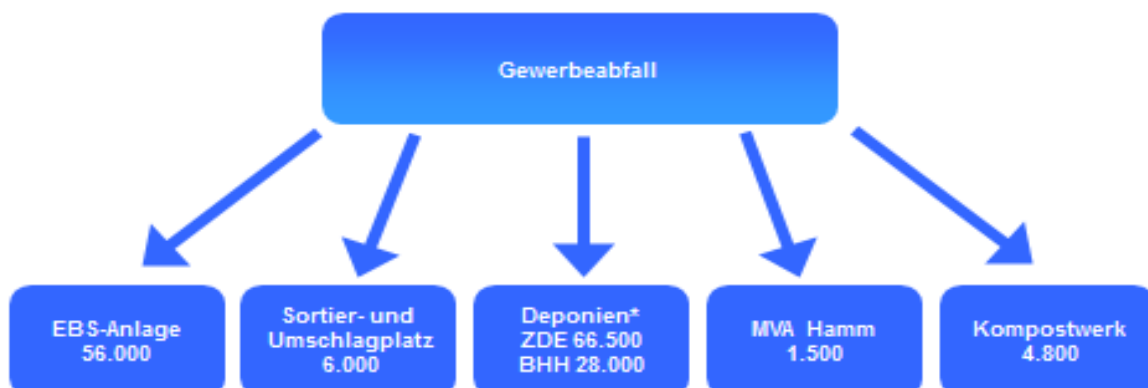 Gewerbeabfall
EBS-Anlage
56.000
Sortier- und
Umschlagplatz
6.000
Deponien*
ZDE 66.500
BHH 28.000
MVA Hamm
1.500
Kompostwerk
4.800